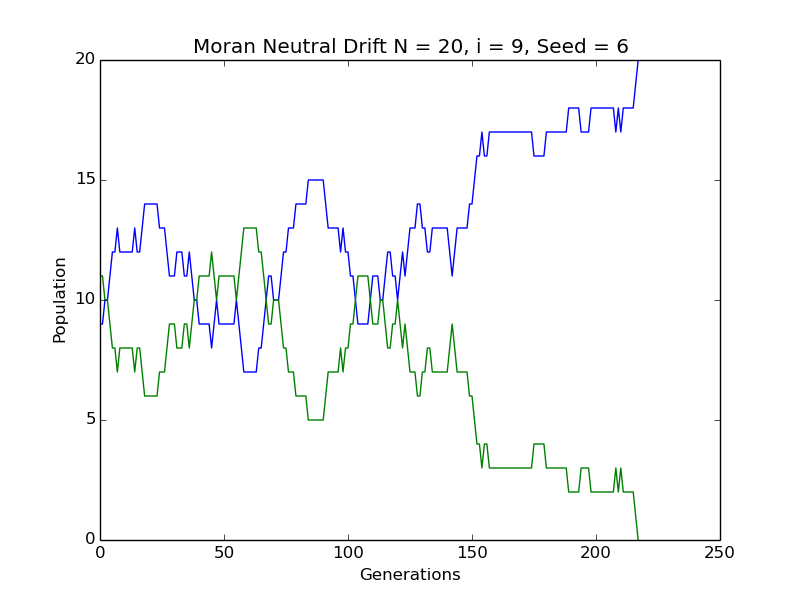 Moran Neutral Drift N = 20, i = 9, Seed = 6
20
15
10
5
0
Population
0 50 100 150 200 250
Generations